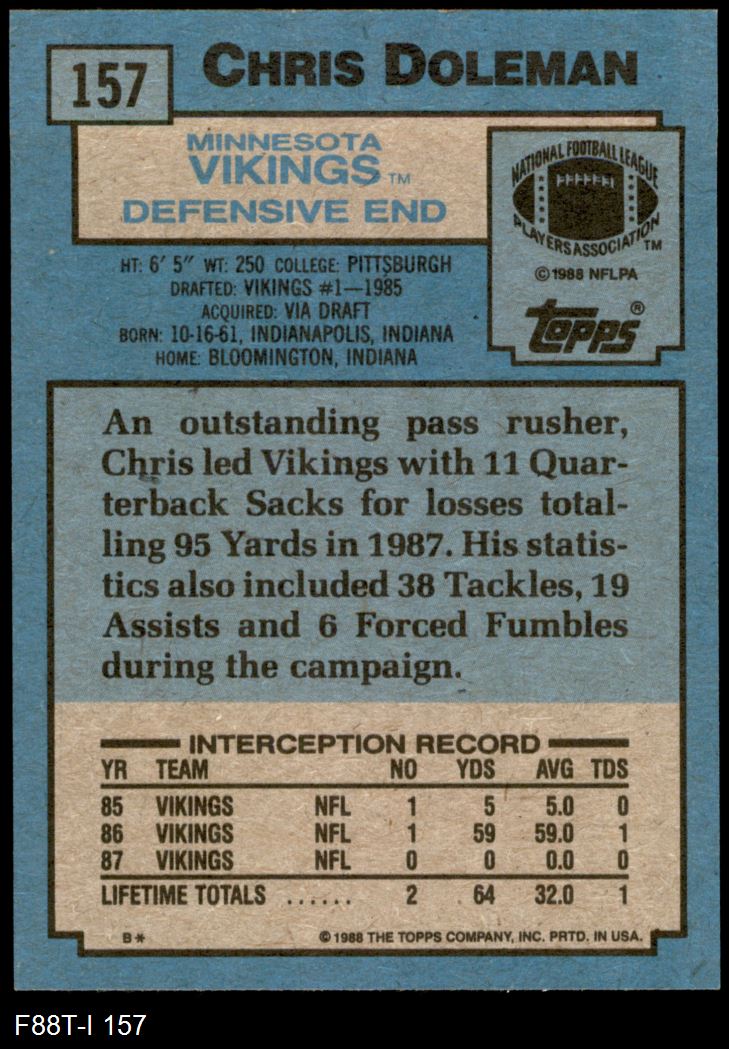 157
CHRIS DOLEMAN
MINNESOTA
VIKINGS TM
DEFENSIVE END
NATIONAL FOOTBALL LEAGUE
PLAYERS ASSOCIATION TM
© 1988 NFLPA
Topps®
HT: 6' 5" WT: 250 COLLEGE: PITTSBURGH
DRAFTED: VIKINGS #1—1985
ACQUIRED: VIA DRAFT
BORN: 10-16-61, INDIANAPOLIS, INDIANA
HOME: BLOOMINGTON, INDIANA
An outstanding pass rusher,
Chris led Vikings with 11 Quar-
terback Sacks for losses total-
ling 95 Yards in 1987. His statis-
tics also included 38 Tackles, 19
Assists and 6 Forced Fumbles
during the campaign.
INTERCEPTION RECORD
YR TEAM NO YDS AVG TDS
85 VIKINGS NFL 1 5 5.0 0
86 VIKINGS NFL 1 59 59.0 1
87 VIKINGS NFL 0 0 0.0 0
LIFETIME TOTALS ...... 2 64 32.0 1
B* © 1988 THE TOPPS COMPANY, INC. PRTD. IN USA.
F88T-I 157